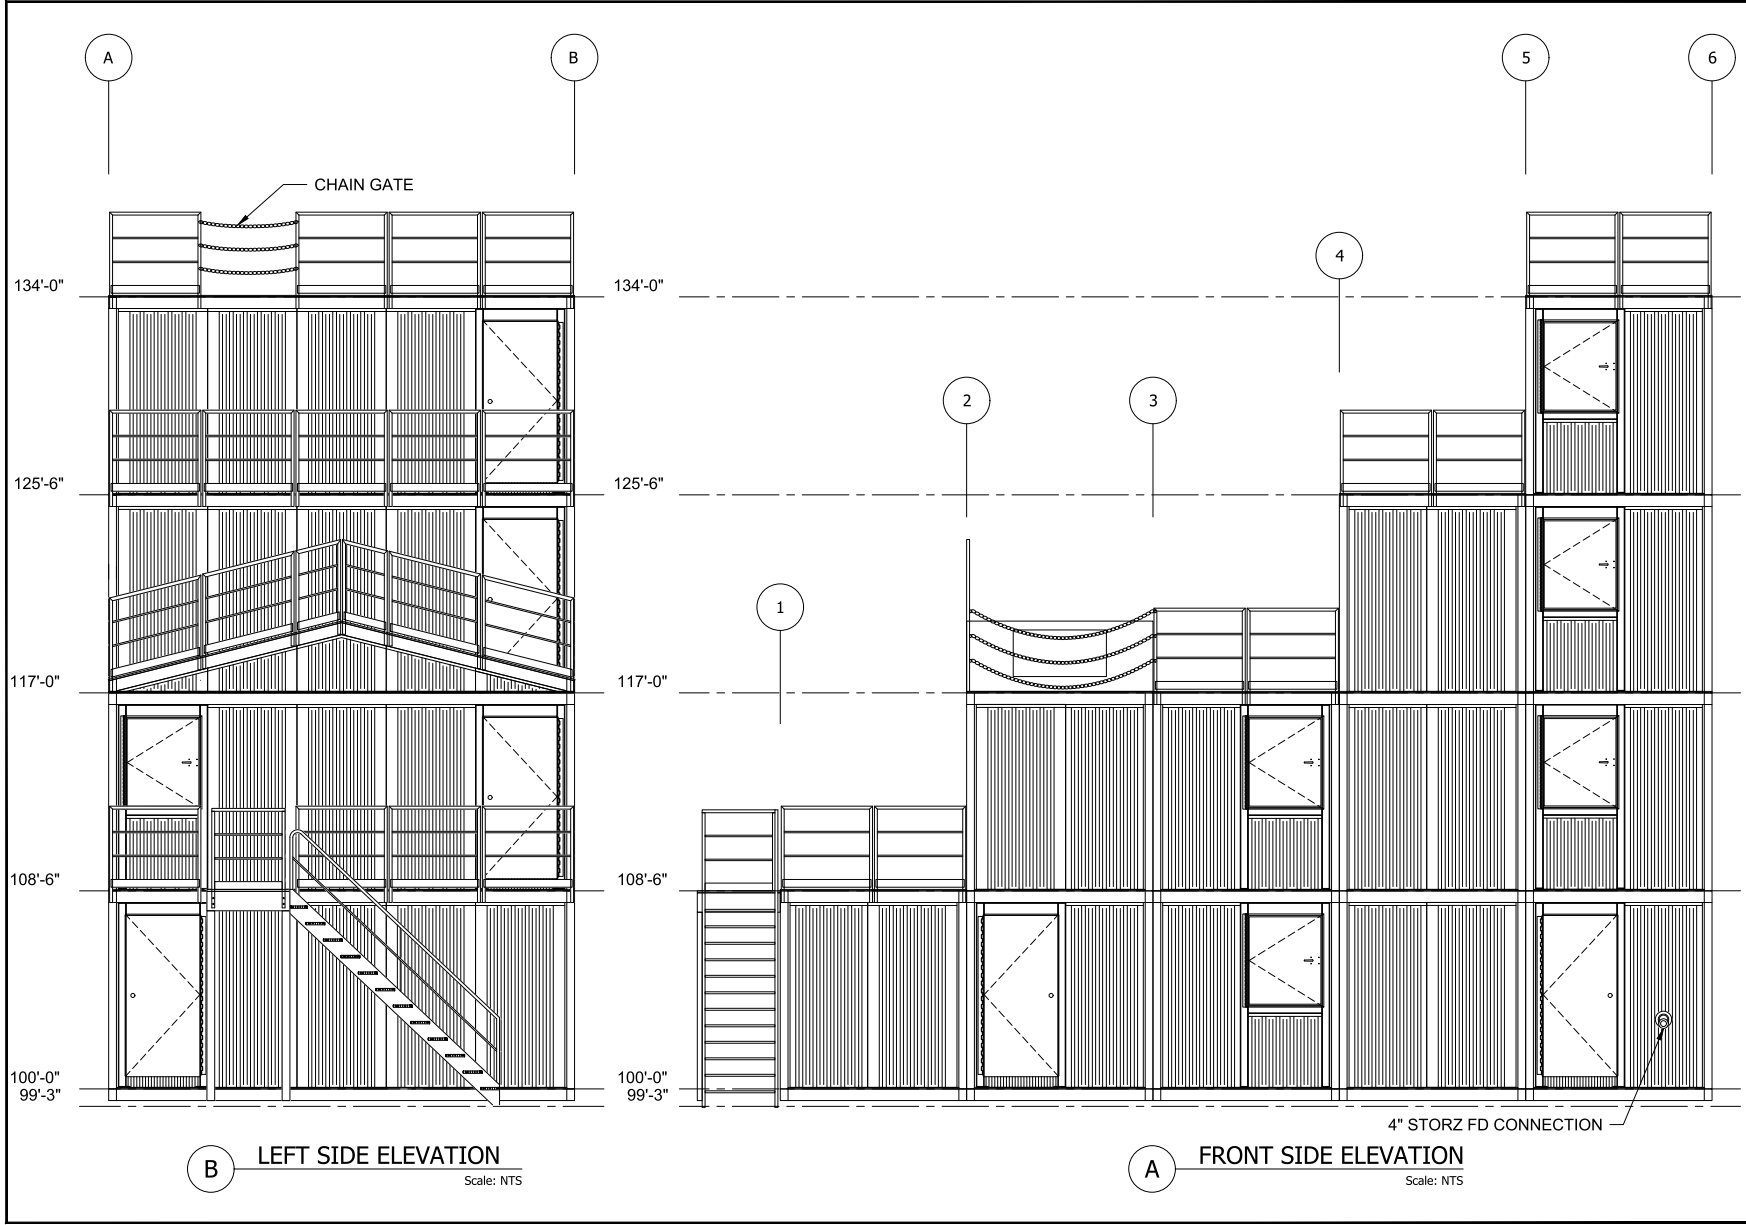 A
B
5
6
CHAIN GATE
4
134'-0"
134'-0"
2
3
125'-6"
125'-6"
1
117'-0"
117'-0"
108'-6"
108'-6"
100'-0"
100'-0"
99'-3"
99'-3"
4" STORZ FD CONNECTION
B
LEFT SIDE ELEVATION
Scale: NTS
A
FRONT SIDE ELEVATION
Scale: NTS